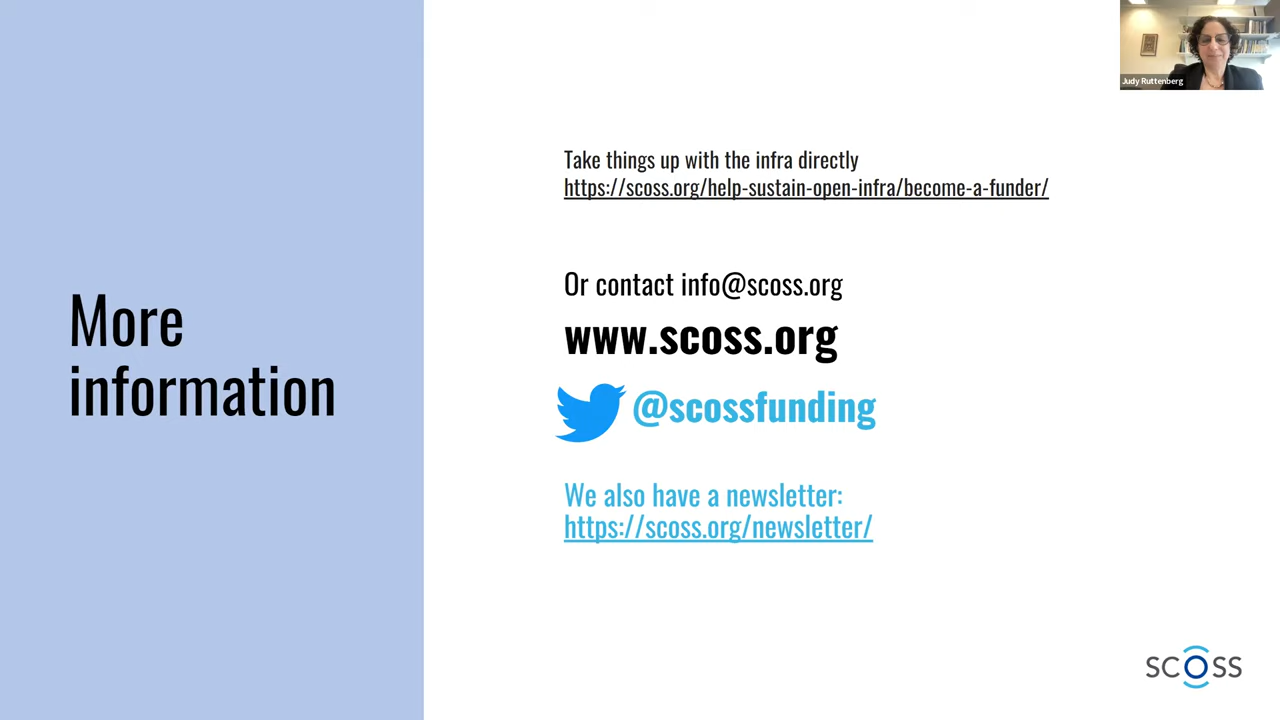 Judy Ruttenberg
Take things up with the infra directly
https://scoss.org/help-sustain-open-infra/become-a-funder/
Or contact info@scoss.org
www.scoss.org
@scossfunding
More
information
We also have a newsletter:
https://scoss.org/newsletter/
SCOSS